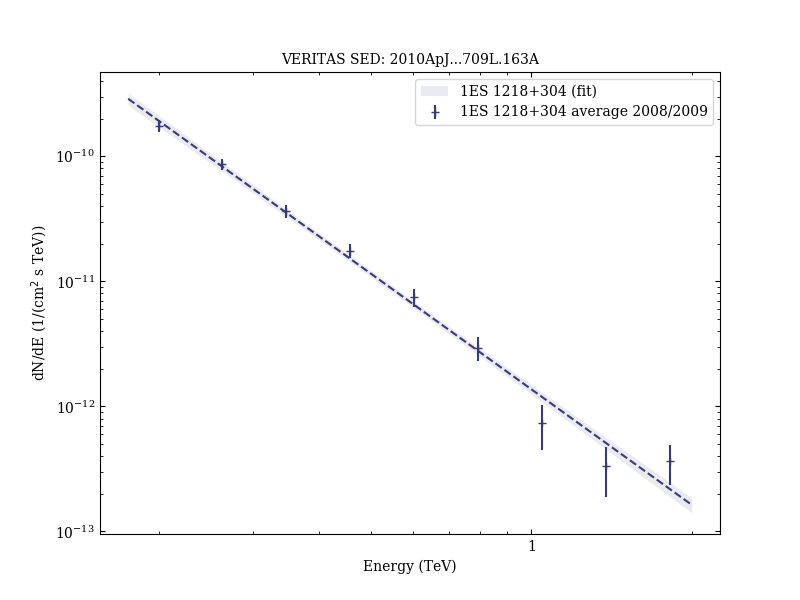 VERITAS SED: 2010ApJ...709L.163A
1ES 1218+304 (fit)
1ES 1218+304 average 2008/2009
dN/dE (1/(cm² s TeV))
10⁻¹⁰
10⁻¹¹
10⁻¹²
10⁻¹³
1
Energy (TeV)